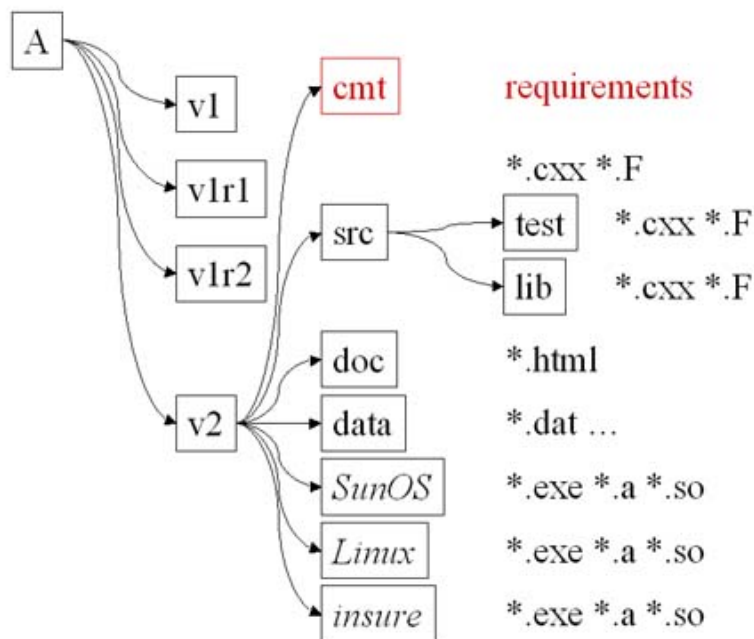 A
v1
v1r1
v1r2
v2
cmt requirements
*.cxx *.F
src test *.cxx *.F
lib *.cxx *.F
doc *.html
data *.dat ...
SunOS *.exe *.a *.so
Linux *.exe *.a *.so
insure *.exe *.a *.so